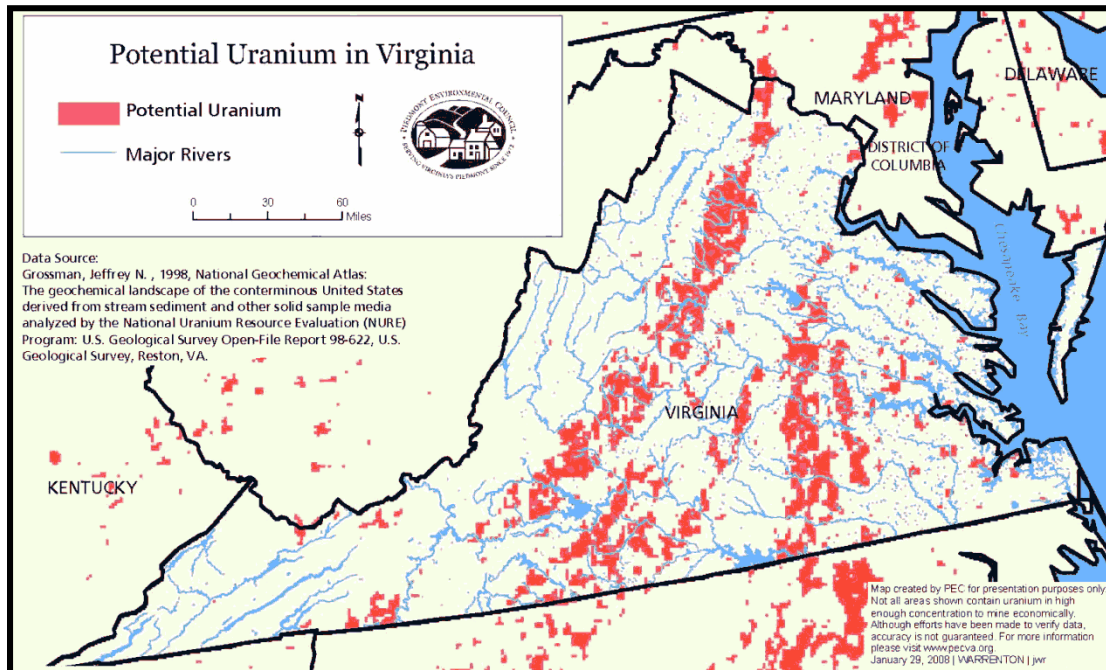 Potential Uranium in Virginia
Potential Uranium
Major Rivers
N
PIEDMONT ENVIRONMENTAL COUNCIL
SERVING VIRGINIA'S PIEDMONT SINCE 1972
0 30 60
Miles
Data Source:
Grossman, Jeffrey N. , 1998, National Geochemical Atlas:
The geochemical landscape of the conterminous United States
derived from stream sediment and other solid sample media
analyzed by the National Uranium Resource Evaluation (NURE)
Program: U.S. Geological Survey Open-File Report 98-622, U.S.
Geological Survey, Reston, VA.
DELAWARE
MARYLAND
DISTRICT OF
COLUMBIA
Chesapeake Bay
VIRGINIA
KENTUCKY
Map created by PEC for presentation purposes only
Not all areas shown contain uranium in high
enough concentration to mine economically.
Although efforts have been made to verify data,
accuracy is not guaranteed. For more information
please visit www.pecva.org.
January 29, 2008 | WARRENTON | jwr